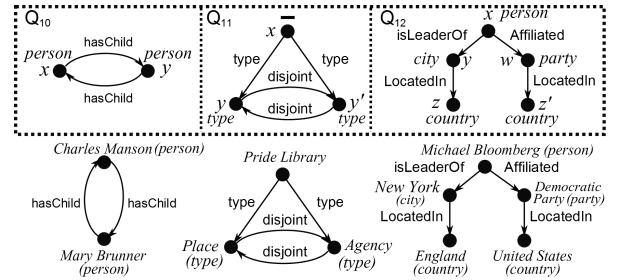 Q10
person
hasChild
person
x
y
hasChild
Q11
_
x
type
type
disjoint
y
disjoint
y'
type
type
Q12
x person
isLeaderOf
Affiliated
city y
w party
LocatedIn
LocatedIn
z
z'
country
country
Charles Manson (person)
hasChild
hasChild
Mary Brunner
(person)
Pride Library
type
type
disjoint
Place
(type)
disjoint
Agency
(type)
Michael Bloomberg (person)
isLeaderOf
Affiliated
New York
(city)
Democratic
Party (party)
LocatedIn
LocatedIn
England
(country)
United States
(country)